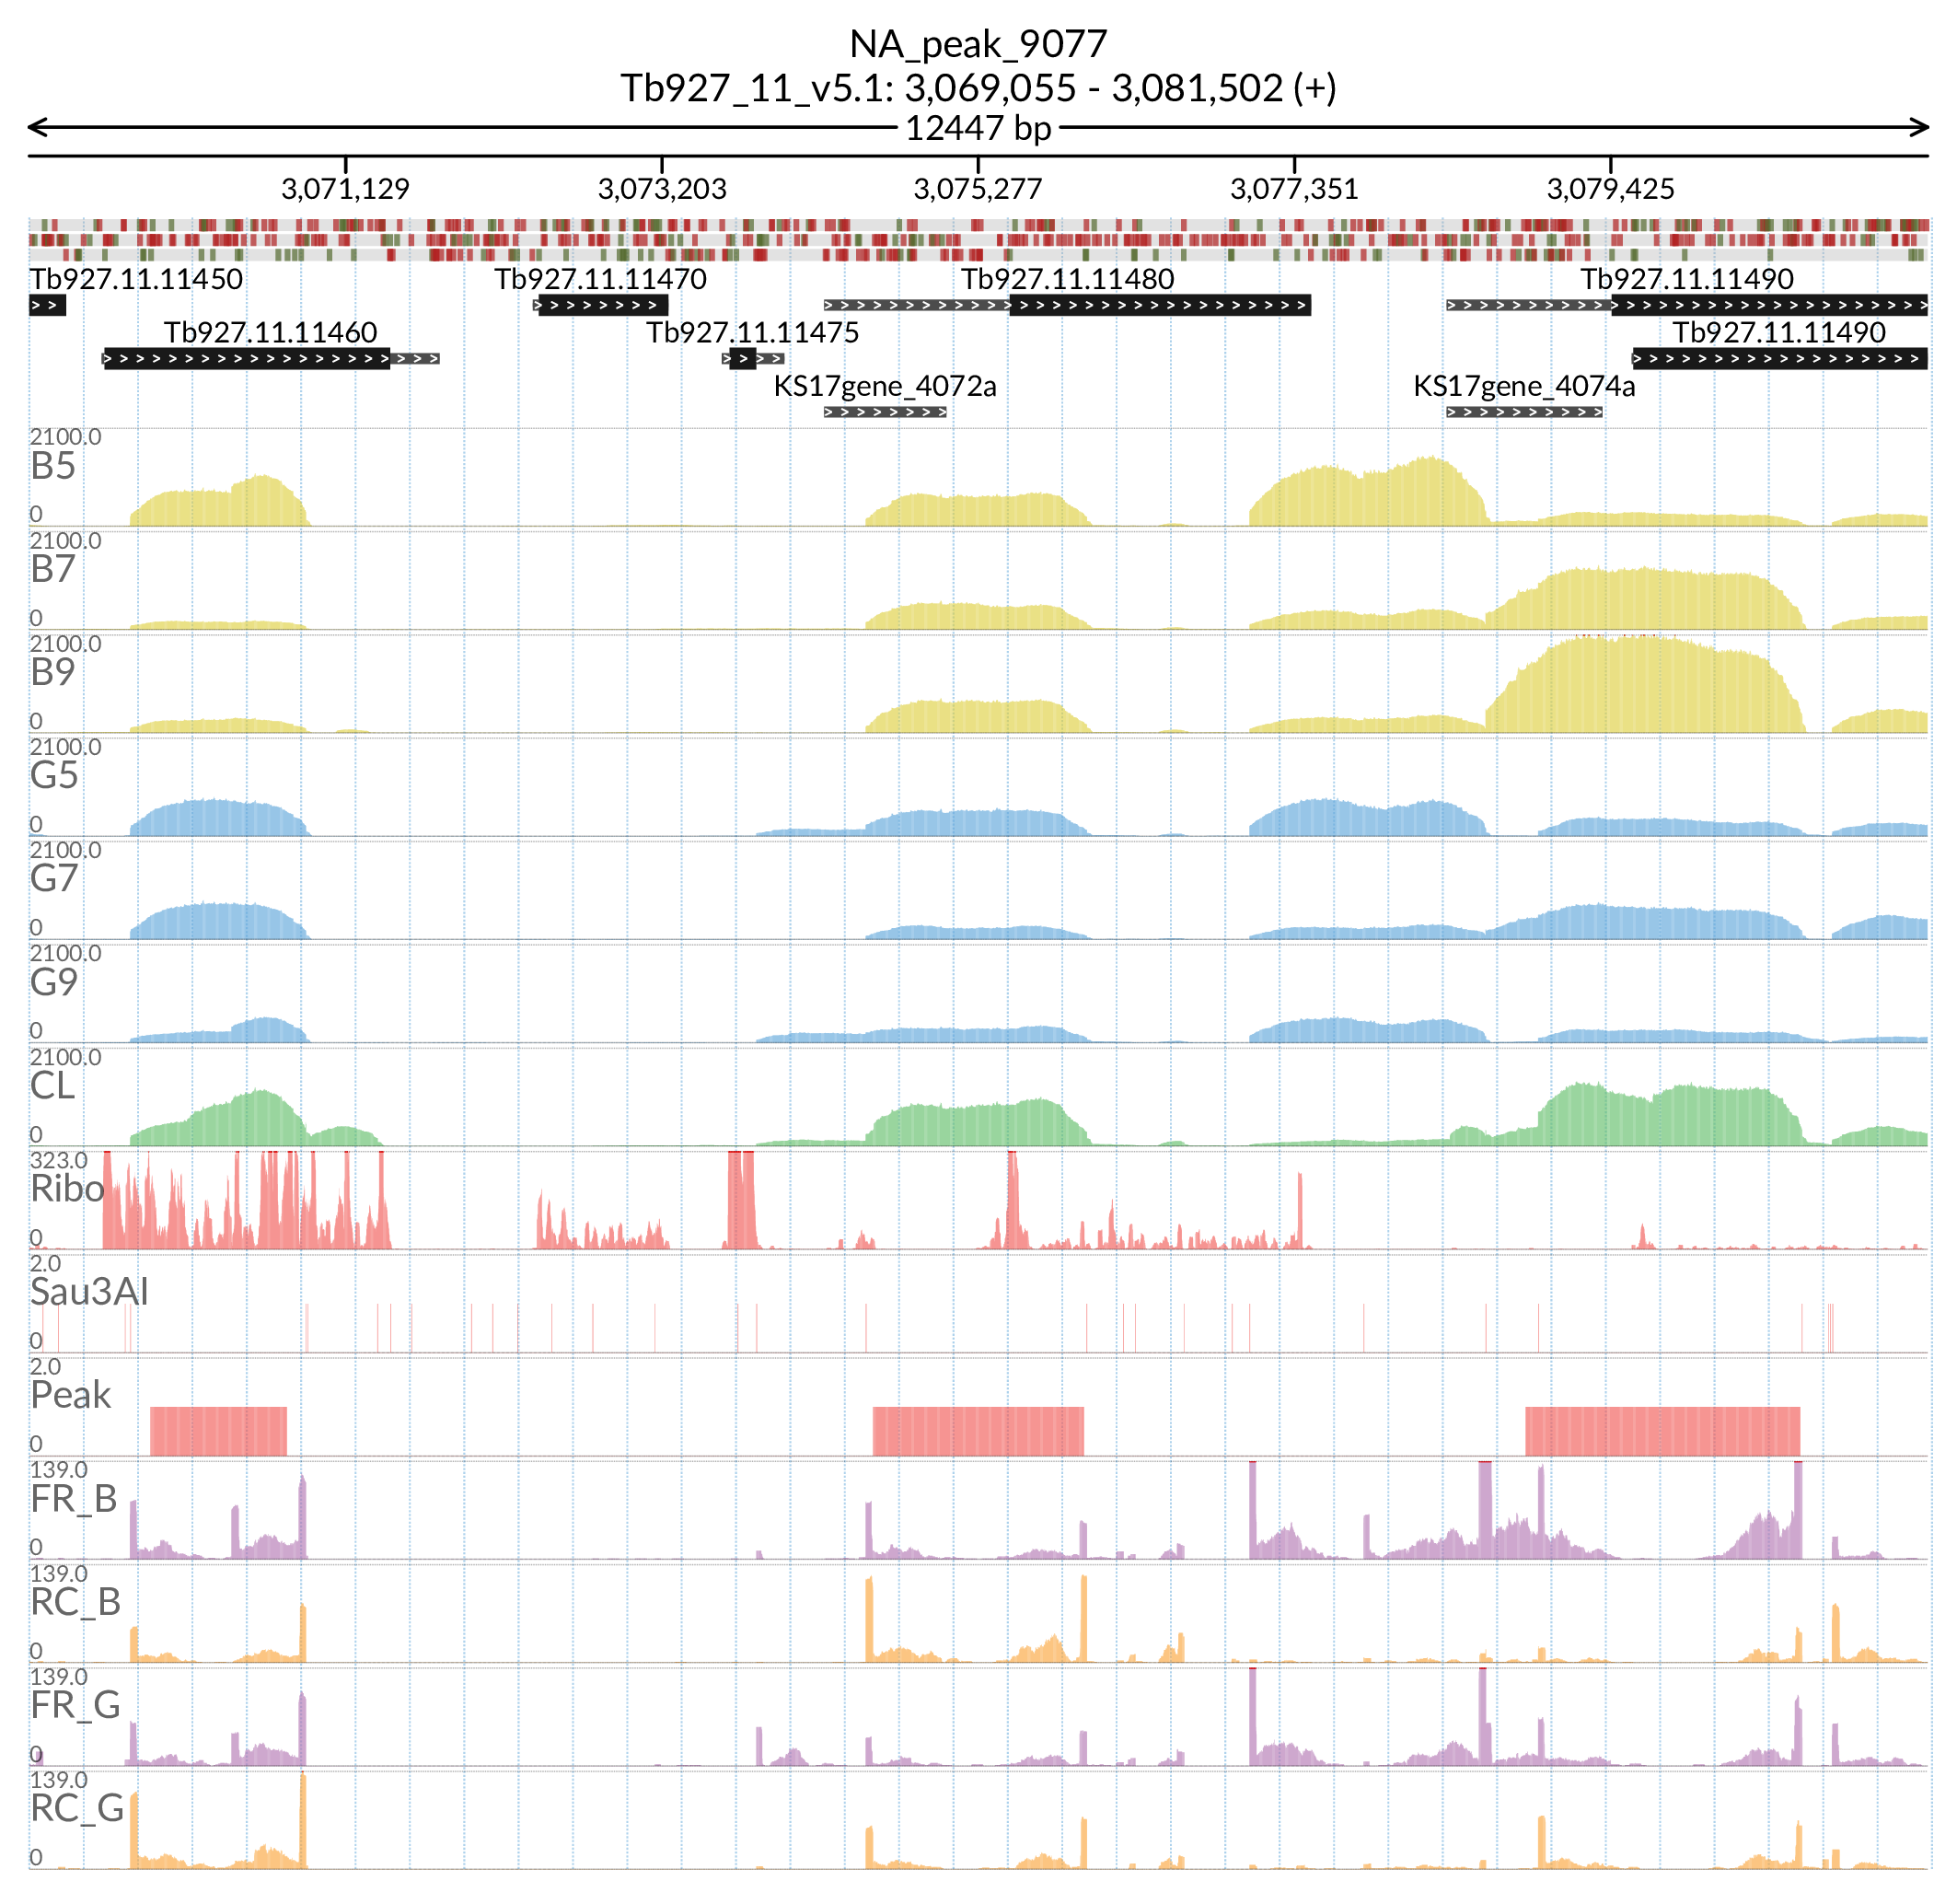 NA_peak_9077
Tb927_11_v5.1: 3,069,055 - 3,081,502 (+)
12447 bp
3,071,129 3,073,203 3,075,277 3,077,351 3,079,425
Tb927.11.11450 Tb927.11.11470 Tb927.11.11480 Tb927.11.11490
Tb927.11.11460 Tb927.11.11475 Tb927.11.11490
KS17gene_4072a KS17gene_4074a
2100.0
B5
0
2100.0
B7
0
2100.0
B9
0
2100.0
G5
0
2100.0
G7
0
2100.0
G9
0
2100.0
CL
0
323.0
Ribo
0
2.0
Sau3AI
0
2.0
Peak
0
139.0
FR_B
0
139.0
RC_B
0
139.0
FR_G
0
139.0
RC_G
0